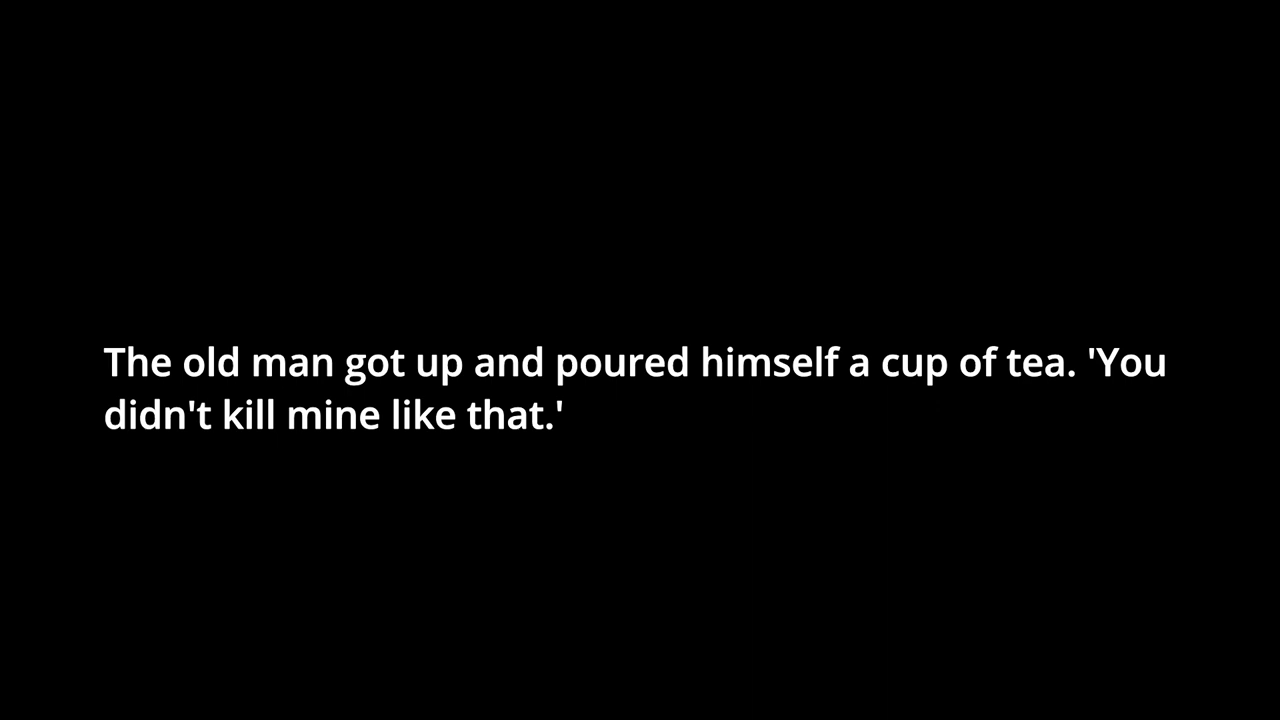 The old man got up and poured himself a cup of tea. 'You
didn't kill mine like that.'